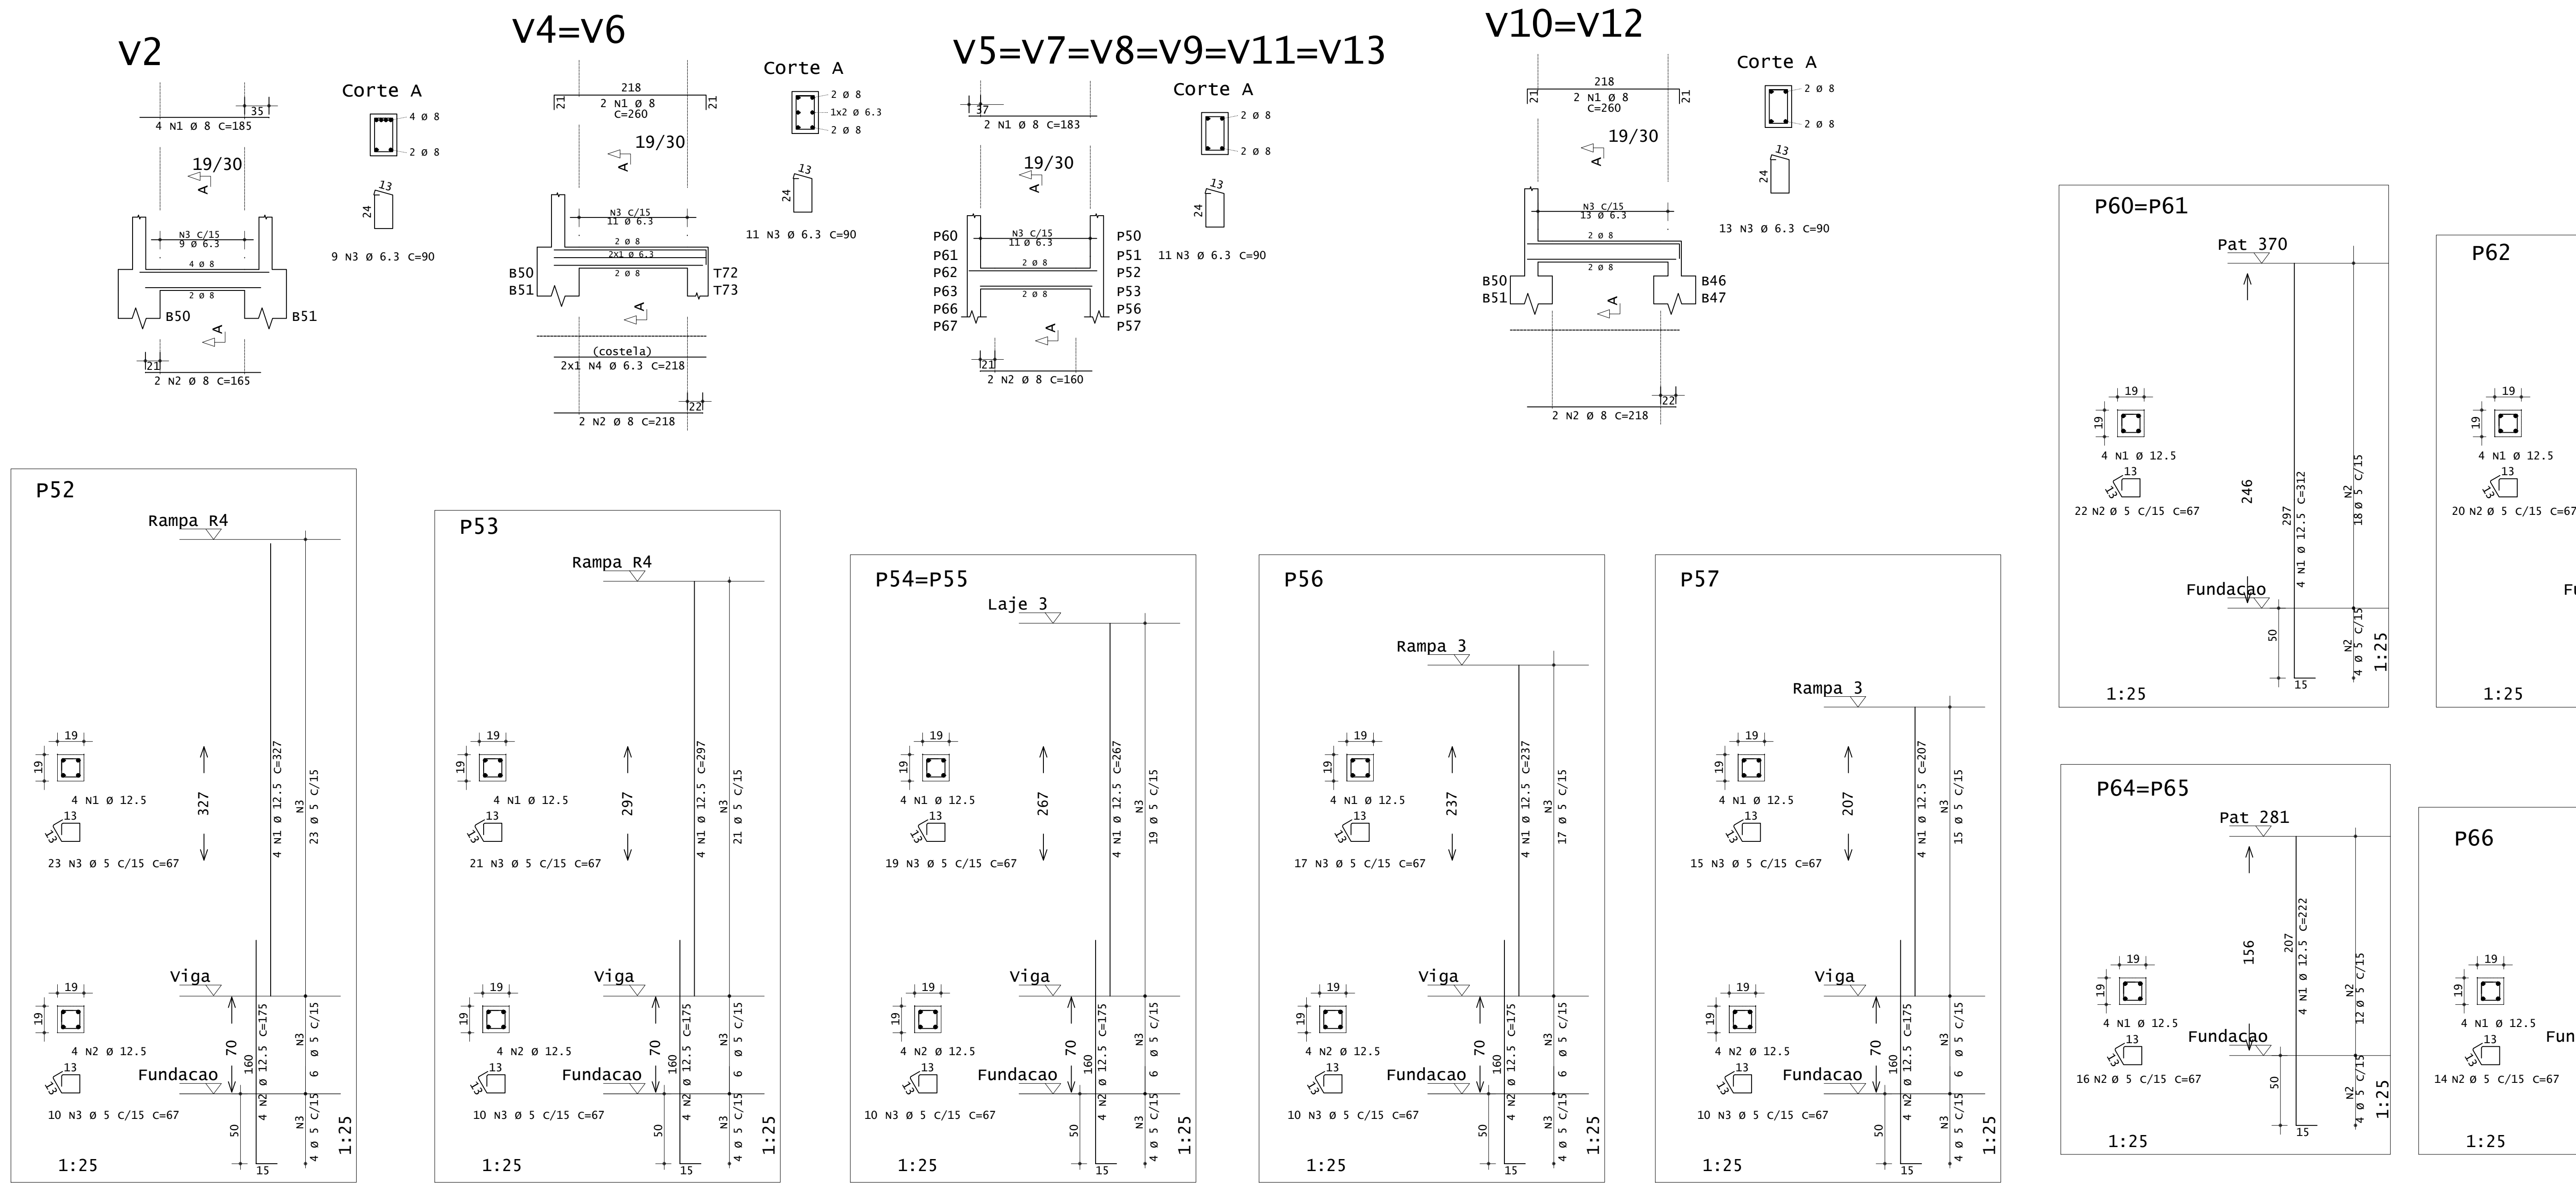 V2
35
4 N1 Ø 8 C=185
19/30
A
N3 C/15
9 Ø 6.3
4 Ø 8
2 Ø 8
B50
B51
A
21
2 N2 Ø 8 C=165
Corte A
4 Ø 8
2 Ø 8
13
24
9 N3 Ø 6.3 C=90
V4=V6
218
21
21
2 N1 Ø 8
C=260
19/30
A
N3 C/15
11 Ø 6.3
2 Ø 8
2x1 Ø 6.3
2 Ø 8
B50
B51
T72
T73
A
(costela)
2x1 N4 Ø 6.3 C=218
22
2 N2 Ø 8 C=218
Corte A
2 Ø 8
1x2 Ø 6.3
2 Ø 8
13
24
11 N3 Ø 6.3 C=90
V5=V7=V8=V9=V11=V13
37
2 N1 Ø 8 C=183
19/30
A
N3 C/15
11 Ø 6.3
2 Ø 8
2 Ø 8
P60
P61
P62
P63
P66
P67
P50
P51
P52
P53
P56
P57
A
21
2 N2 Ø 8 C=160
Corte A
2 Ø 8
2 Ø 8
13
24
11 N3 Ø 6.3 C=90
V10=V12
218
21
21
2 N1 Ø 8
C=260
19/30
A
N3 C/15
13 Ø 6.3
2 Ø 8
2 Ø 8
B50
B51
B46
B47
A
22
2 N2 Ø 8 C=218
Corte A
2 Ø 8
2 Ø 8
13
24
13 N3 Ø 6.3 C=90
P52
Rampa R4
19
19
4 N1 Ø 12.5
13
13
23 N3 Ø 5 C/15 C=67
327
4 N1 Ø 12.5 C=327
N3
23 Ø 5 C/15
Viga
19
19
4 N2 Ø 12.5
13
13
10 N3 Ø 5 C/15 C=67
Fundacao
70
160
4 N2 Ø 12.5 C=175
N3
6 Ø 5 C/15
50
N3
4 Ø 5 C/15
15
1:25
1:25
P53
Rampa R4
19
19
4 N1 Ø 12.5
13
13
21 N3 Ø 5 C/15 C=67
297
4 N1 Ø 12.5 C=297
N3
21 Ø 5 C/15
Viga
19
19
4 N2 Ø 12.5
13
13
10 N3 Ø 5 C/15 C=67
Fundacao
70
160
4 N2 Ø 12.5 C=175
N3
6 Ø 5 C/15
50
N3
4 Ø 5 C/15
15
1:25
1:25
P54=P55
Laje 3
19
19
4 N1 Ø 12.5
13
13
19 N3 Ø 5 C/15 C=67
267
4 N1 Ø 12.5 C=267
N3
19 Ø 5 C/15
Viga
19
19
4 N2 Ø 12.5
13
13
10 N3 Ø 5 C/15 C=67
Fundacao
70
160
4 N2 Ø 12.5 C=175
N3
6 Ø 5 C/15
50
N3
4 Ø 5 C/15
15
1:25
1:25
P56
Rampa 3
19
19
4 N1 Ø 12.5
13
13
17 N3 Ø 5 C/15 C=67
237
4 N1 Ø 12.5 C=237
N3
17 Ø 5 C/15
Viga
19
19
4 N2 Ø 12.5
13
13
10 N3 Ø 5 C/15 C=67
Fundacao
70
160
4 N2 Ø 12.5 C=175
N3
6 Ø 5 C/15
50
N3
4 Ø 5 C/15
15
1:25
1:25
P57
Rampa 3
19
19
4 N1 Ø 12.5
13
13
15 N3 Ø 5 C/15 C=67
207
4 N1 Ø 12.5 C=207
N3
15 Ø 5 C/15
Viga
19
19
4 N2 Ø 12.5
13
13
10 N3 Ø 5 C/15 C=67
Fundacao
70
160
4 N2 Ø 12.5 C=175
N3
6 Ø 5 C/15
50
N3
4 Ø 5 C/15
15
1:25
1:25
P60=P61
Pat 370
19
19
4 N1 Ø 12.5
13
13
22 N2 Ø 5 C/15 C=67
246
297
4 N1 Ø 12.5 C=312
N2
18 Ø 5 C/15
Fundacao
50
N2
4 Ø 5 C/15
15
1:25
1:25
P62
19
19
4 N1 Ø 12.5
13
13
20 N2 Ø 5 C/15 C=67
Fu
1:25
P64=P65
Pat 281
19
19
4 N1 Ø 12.5
13
13
16 N2 Ø 5 C/15 C=67
156
207
4 N1 Ø 12.5 C=222
N2
12 Ø 5 C/15
Fundacao
50
N2
4 Ø 5 C/15
15
1:25
1:25
P66
19
19
4 N1 Ø 12.5
13
13
14 N2 Ø 5 C/15 C=67
Fun
1:25